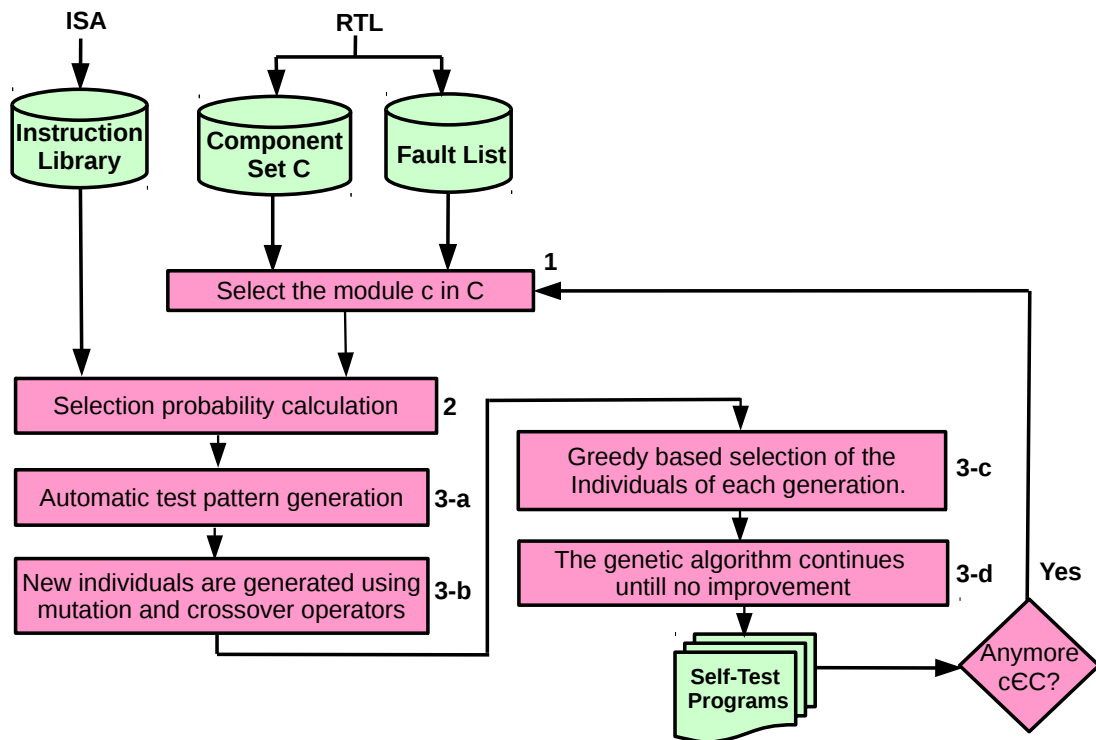 ISA
RTL
Instruction
Library
Component
Set C
Fault List
1
Select the module c in C
Selection probability calculation
2
Automatic test pattern generation
3-a
New individuals are generated using
mutation and crossover operators
3-b
Greedy based selection of the
Individuals of each generation.
3-c
The genetic algorithm continues
untill no improvement
3-d
Self-Test
Programs
Anymore
cЄC?
Yes